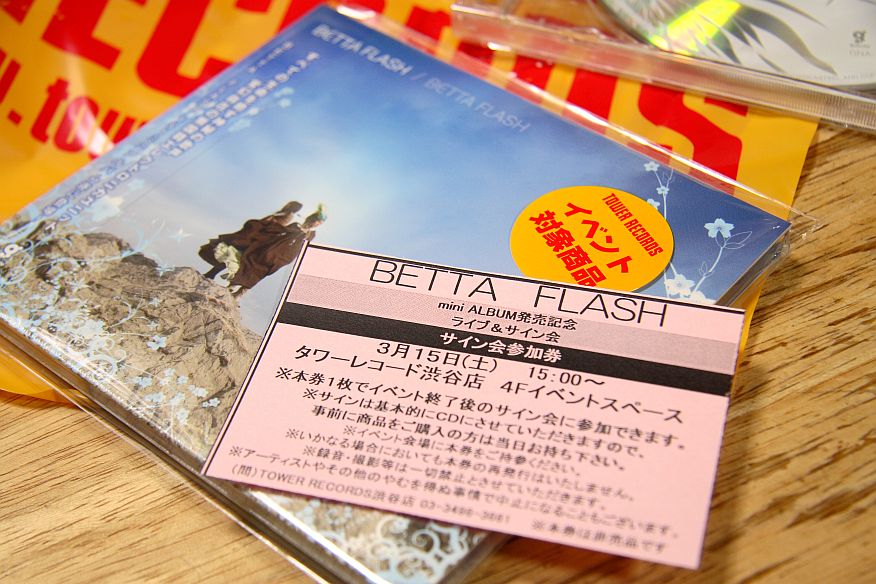 BETTA FLASH / BETTA FLASH
TOWER RECORDS
イベント
対象商品
BETTA FLASH
mini ALBUM発売記念
ライブ&サイン会
サイン会参加券
3月15日(土) 15:00～
タワーレコード渋谷店 4Fイベントスペース
※本券1枚でイベント終了後のサイン会に参加できます。
※サインは基本的にCDにさせていただきますので、
事前に商品をご購入の方は当日お持ち下さい。
※イベント会場に本券をご持参ください。
※いかなる場合においても本券の再発行はいたしません。
※録音・撮影等は一切禁止とさせていただきます。
※アーティストやその他のやむを得ぬ事情で中止になることもございます。
(問)TOWER RECORDS渋谷店 03-3496-3661
※本券は非売品です